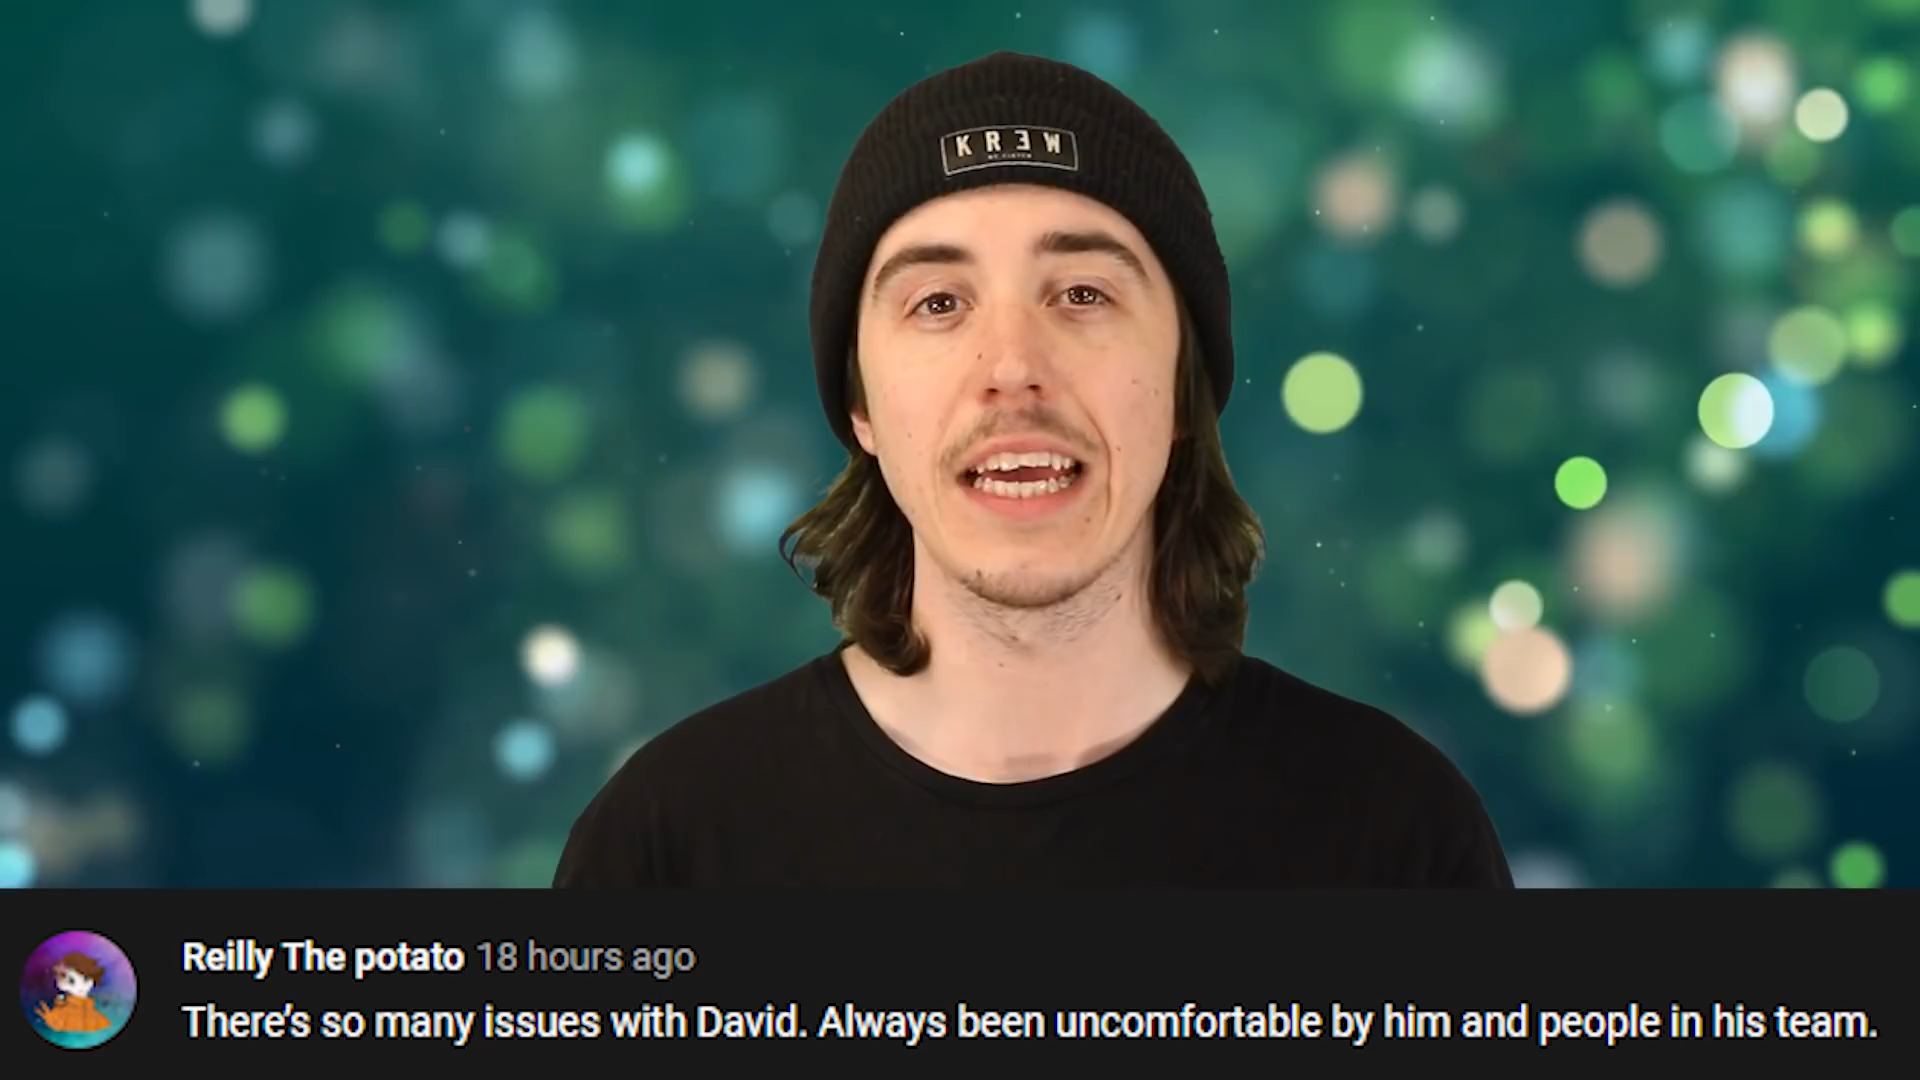 KRƎW
Reilly The potato 18 hours ago
There's so many issues with David. Always been uncomfortable by him and people in his team.